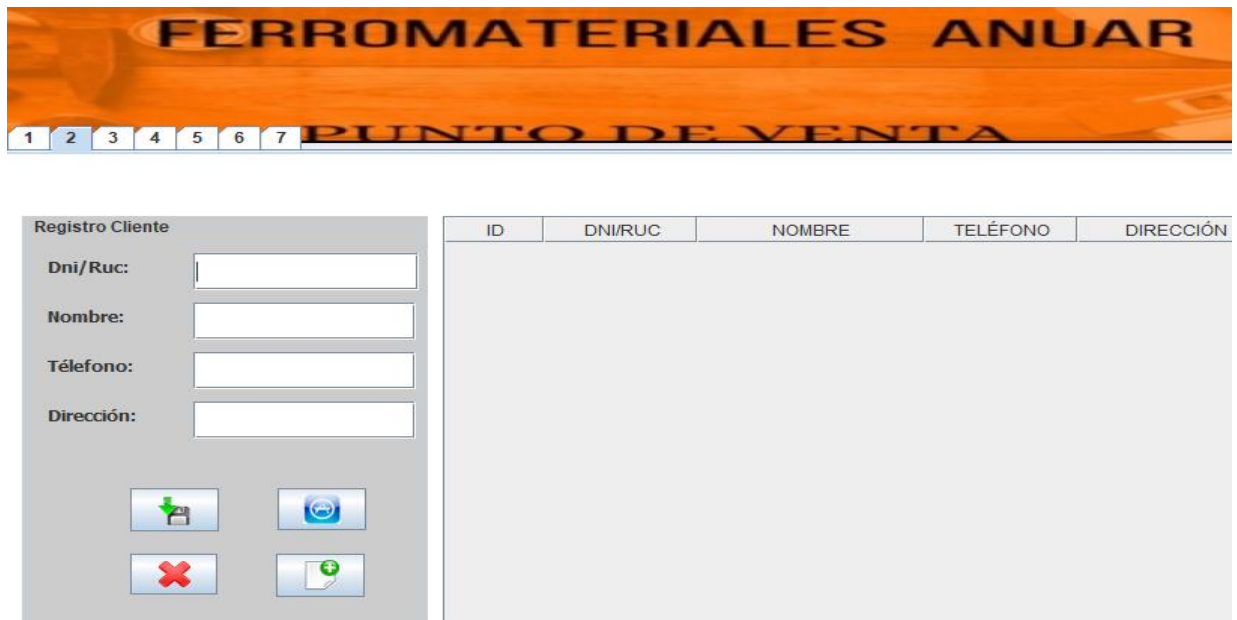 FERROMATERIALES ANUAR
PUNTO DE VENTA
1 2 3 4 5 6 7
Registro Cliente
Dni/Ruc:
Nombre:
Télefono:
Dirección:
ID DNI/RUC NOMBRE TELÉFONO DIRECCIÓN